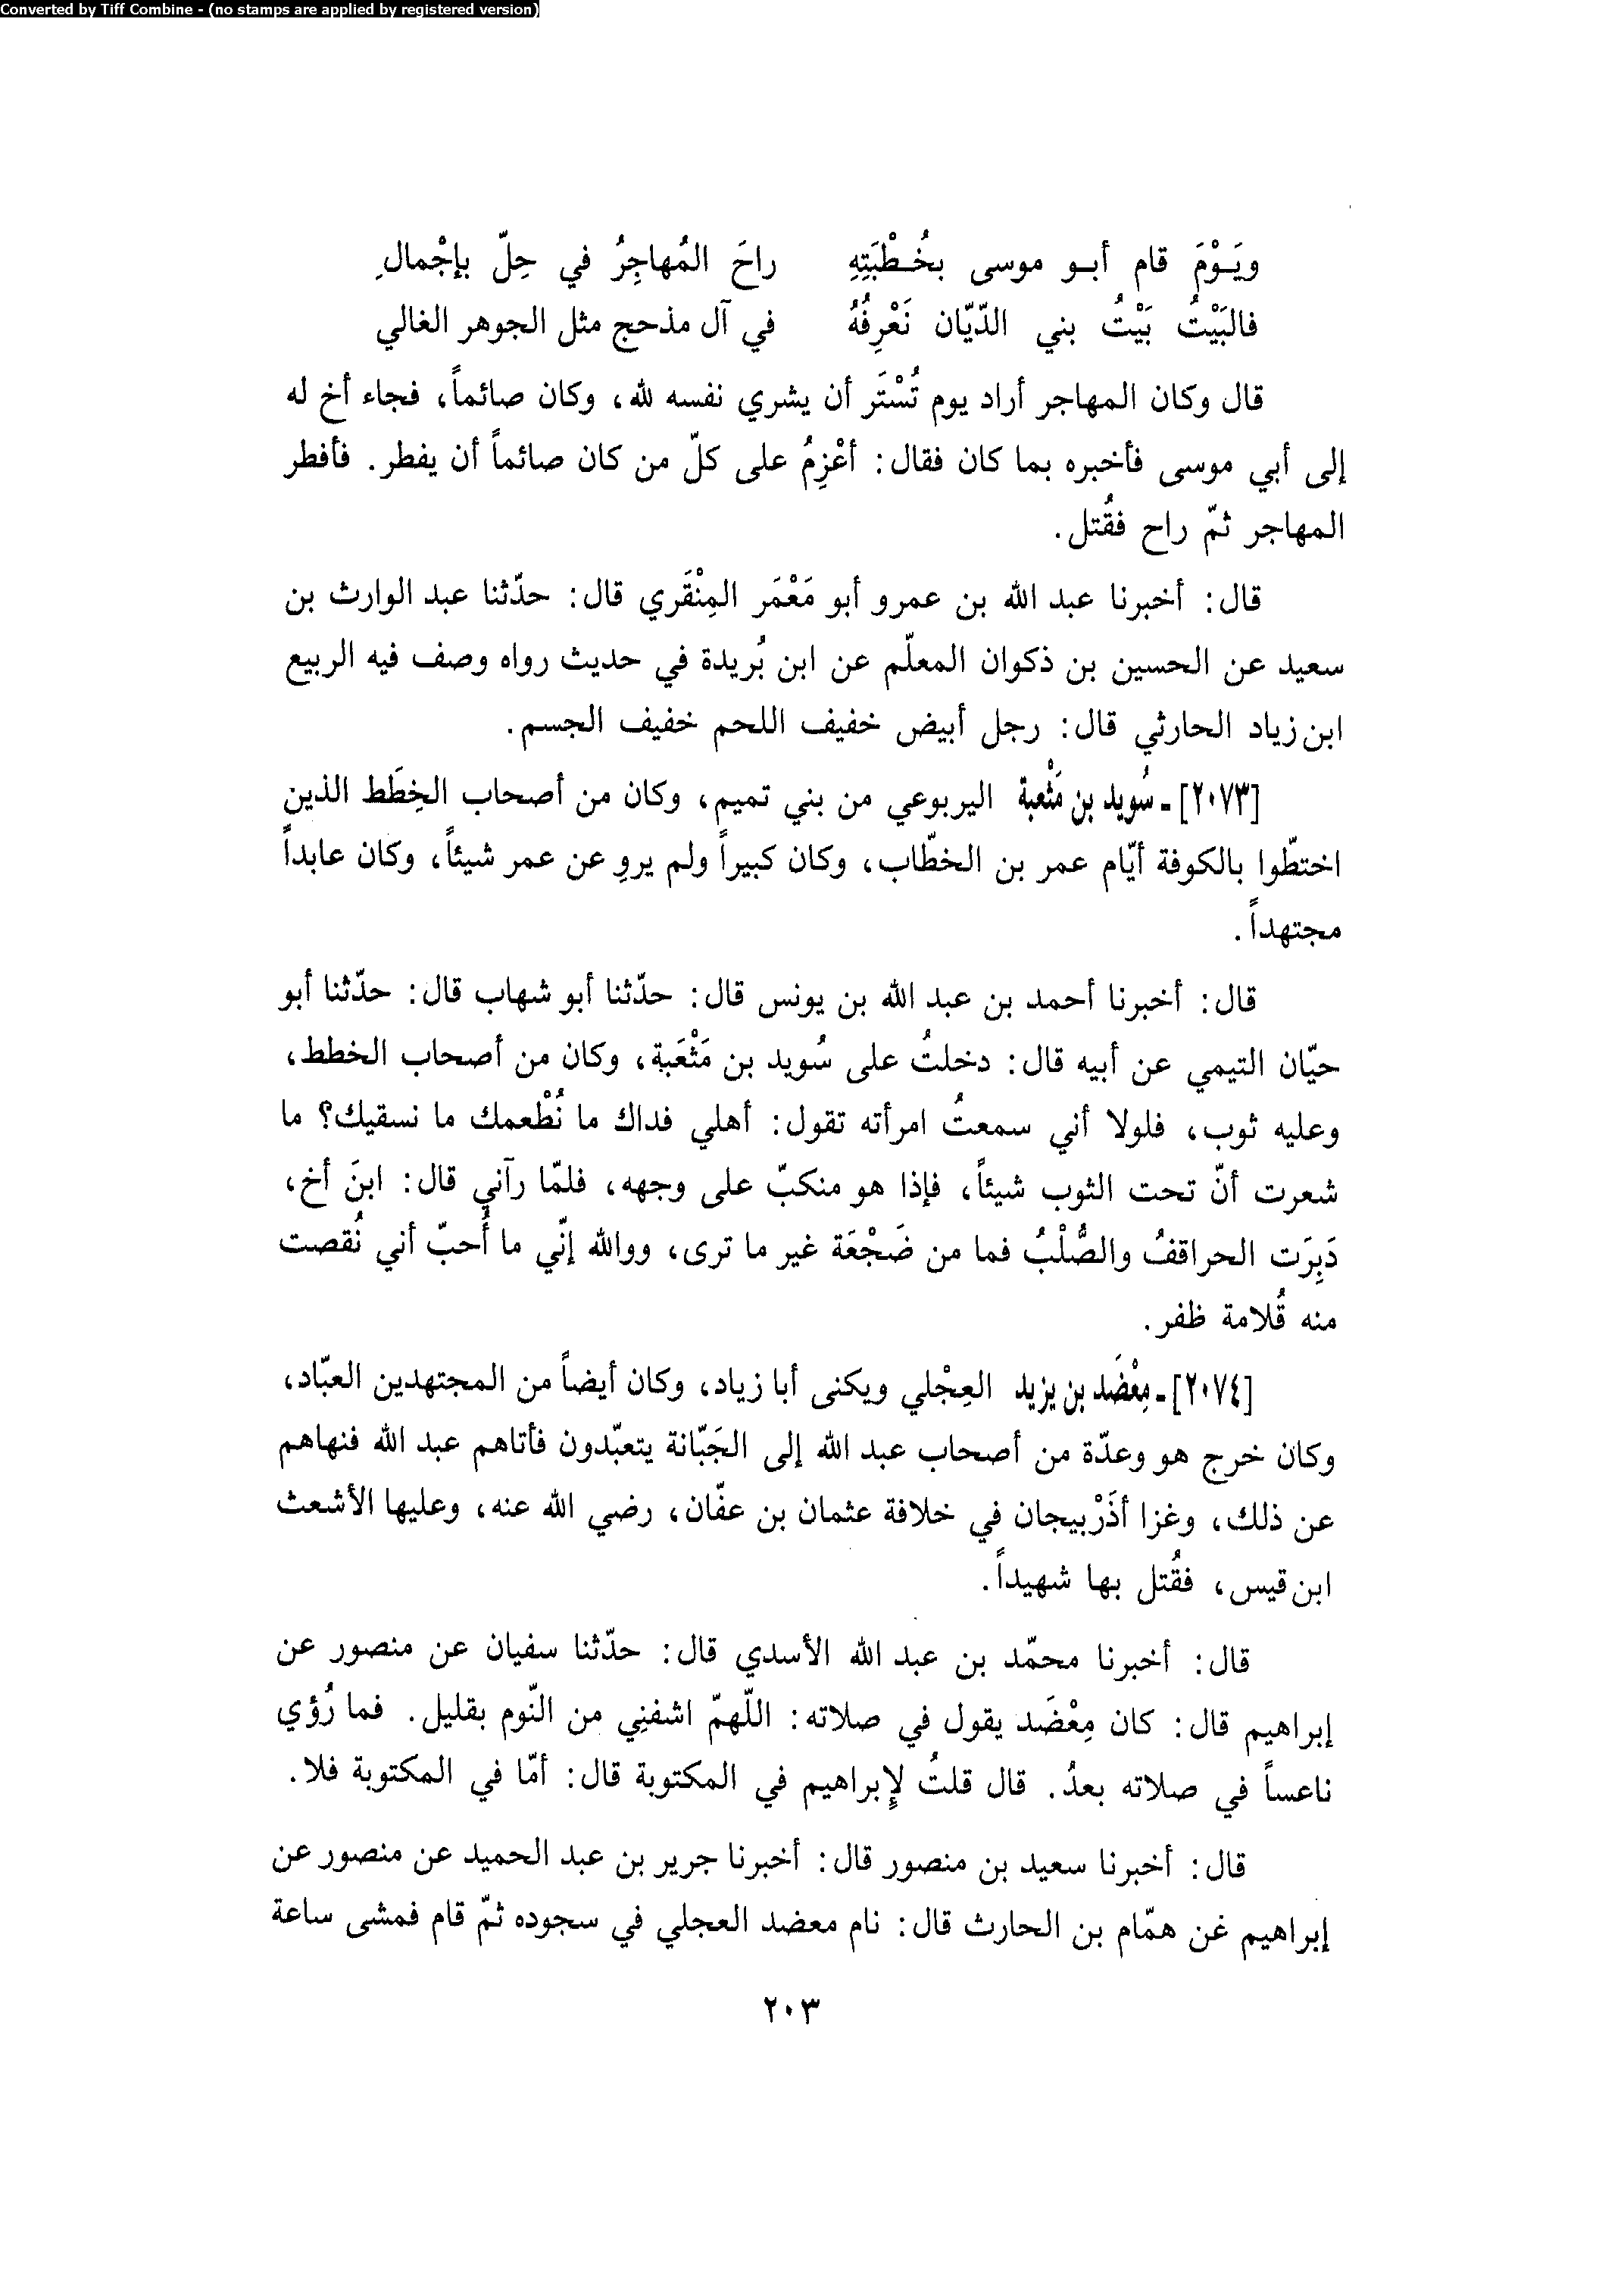 Converted by Tiff Combine - (no stamps are applied by registered version)
ويَـوْمَ قام أبـو موسى بخُـطْبَتِهِ راحَ المُهاجِرُ في حِلّ بإجْمالِ
فالبَيْتُ بَيْتُ بني الدّيّان نَعْرِفُهُ في آل مذحج مثل الجوهر الغالي
قال وكان المهاجر أراد يوم تُسْتَر أن يشري نفسه لله، وكان صائماً، فجاء أخ له
إلى أبي موسى فأخبره بما كان فقال: أعْزِمُ على كلّ من كان صائماً أن يفطر. فأفطر
المهاجر ثمّ راح فقُتل.
قال: أخبرنا عبد الله بن عمرو أبو مَعْمَر المِنْقَري قال: حدّثنا عبد الوارث بن
سعيد عن الحسين بن ذكوان المعلّم عن ابن بُريدة في حديث رواه وصف فيه الربيع
ابن زياد الحارثي قال: رجل أبيض خفيف اللحم خفيف الجسم.
[٢٠٧٣] ـ سُويد بن مَثْعبة اليربوعي من بني تميم، وكان من أصحاب الخِطَط الذين
اختطّوا بالكوفة أيّام عمر بن الخطّاب، وكان كبيراً ولم يروِ عن عمر شيئاً، وكان عابداً
مجتهداً.
قال: أخبرنا أحمد بن عبد الله بن يونس قال: حدّثنا أبو شهاب قال: حدّثنا أبو
حيّان التيمي عن أبيه قال: دخلتُ على سُويد بن مَثْعَبة، وكان من أصحاب الخطط،
وعليه ثوب، فلولا أني سمعتُ امرأته تقول: أهلي فداك ما نُطْعمك ما نسقيك؟ ما
شعرت أنّ تحت الثوب شيئاً، فإذا هو منكبّ على وجهه، فلمّا رآني قال: ابنَ أخ،
دَبِرَت الحراقفُ والصُّلْبُ فما من ضَجْعَة غير ما ترى، ووالله إنّي ما أُحبّ أني نُقصت
منه قُلامة ظفر.
[٢٠٧٤] ـ مِعْضَد بن يزيد العِجْلي ويكنى أبا زياد، وكان أيضاً من المجتهدين العبّاد،
وكان خرج هو وعدّة من أصحاب عبد الله إلى الجَبّانة يتعبّدون فأتاهم عبد الله فنهاهم
عن ذلك، وغزا أذَرْبيجان في خلافة عثمان بن عفّان، رضي الله عنه، وعليها الأشعث
ابن قيس، فقُتل بها شهيداً.
قال: أخبرنا محمّد بن عبد الله الأسدي قال: حدّثنا سفيان عن منصور عن
إبراهيم قال: كان مِعْضَد يقول في صلاته: اللّهمّ اشفنِي من النّوم بقليل. فما رُؤي
ناعساً في صلاته بعدُ. قال قلتُ لإبراهيم في المكتوبة قال: أمّا في المكتوبة فلا.
قال: أخبرنا سعيد بن منصور قال: أخبرنا جرير بن عبد الحميد عن منصور عن
إبراهيم غن همّام بن الحارث قال: نام معضد العجلي في سجوده ثمّ قام فمشى ساعة
٢٠٣